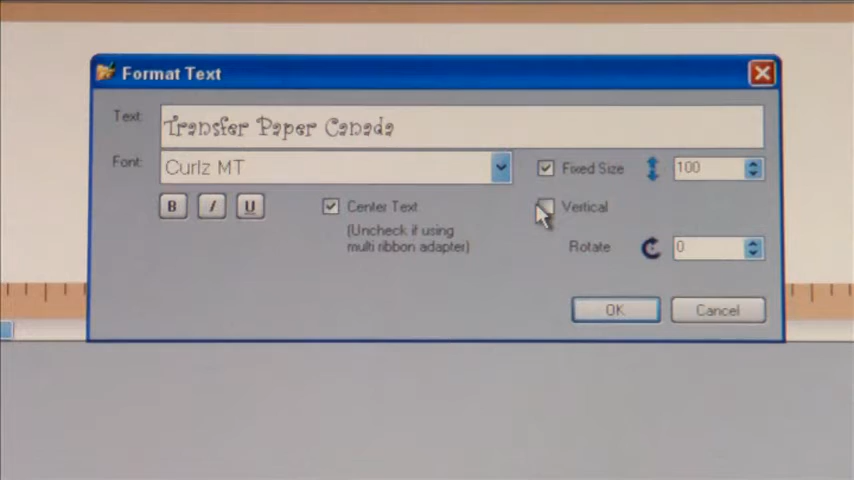 Format Text
Text: Transfer Paper Canada
Font: Curlz MT
Fixed Size 100
B I U Center Text Vertical
(Uncheck if using
multi ribbon adapter)
Rotate 0
OK Cancel